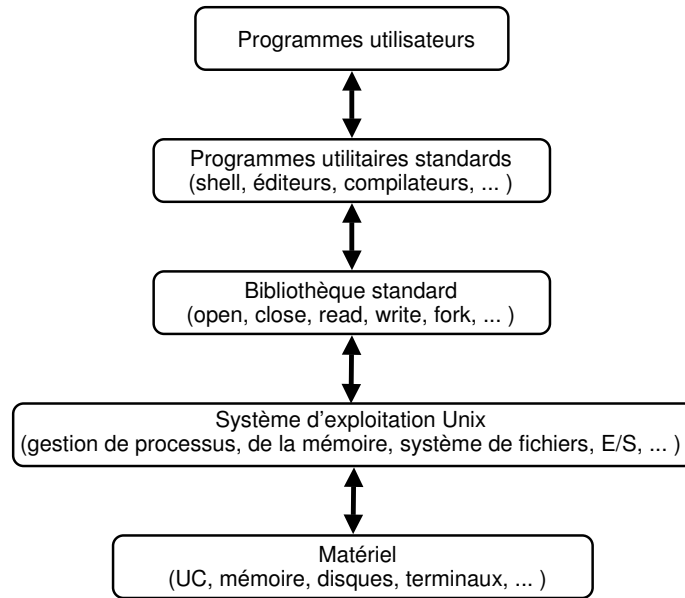 Programmes utilisateurs
Programmes utilitaires standards
(shell, éditeurs, compilateurs, ... )
Bibliothèque standard
(open, close, read, write, fork, ... )
Système d'exploitation Unix
(gestion de processus, de la mémoire, système de fichiers, E/S, ... )
Matériel
(UC, mémoire, disques, terminaux, ... )